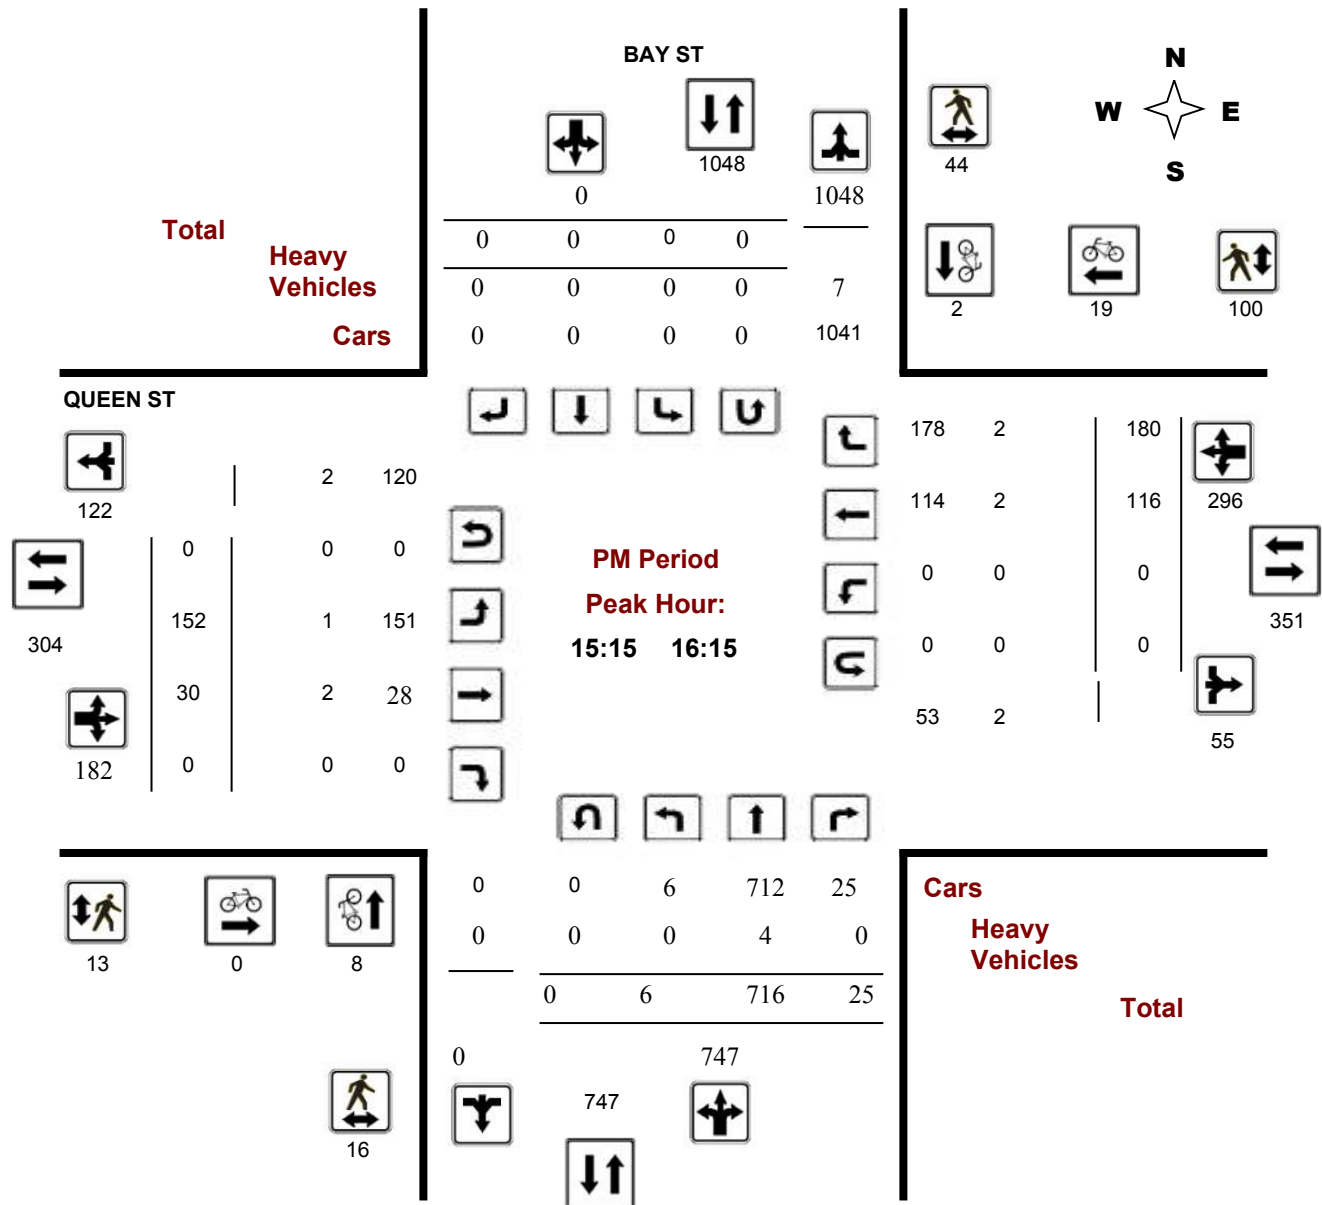 BAY ST
N
W E
S
1048
44
0 1048
Total
0 0 0 0
Heavy
Vehicles
0 0 0 0 7
2 19 100
Cars
0 0 0 0 1041
QUEEN ST
178 2 180
2 120
122
114 2 116 296
0 0 0
PM Period
0 0 0
Peak Hour:
152 1 151
351
304
15:15 16:15
0 0 0
30 2 28
53 2
55
182 0 0 0
0 0 6 712 25
Cars
0 0 0 4 0
Heavy
Vehicles
13 0 8
0 6 716 25
Total
0 747
747
16